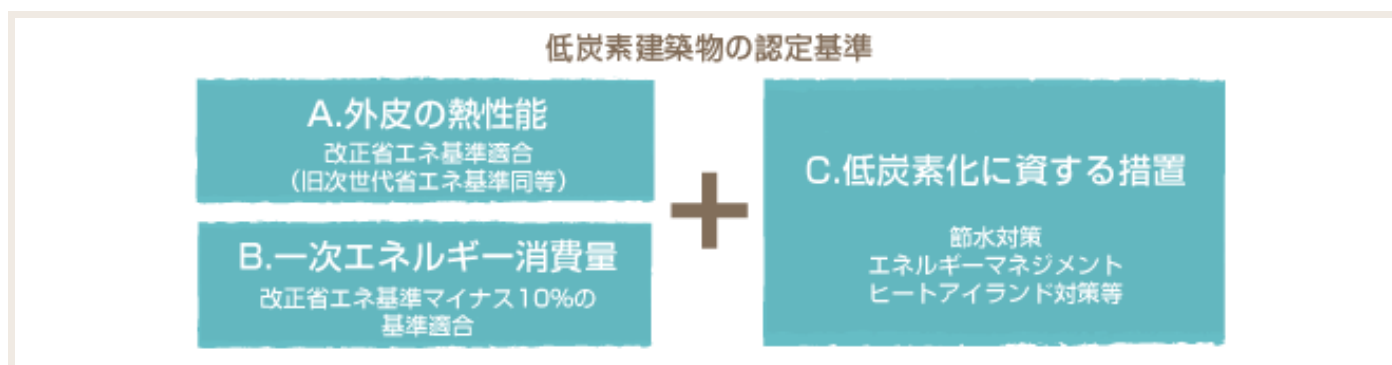 低炭素建築物の認定基準
A.外皮の熱性能
改正省エネ基準適合
（旧次世代省エネ基準同等）
B.一次エネルギー消費量
改正省エネ基準マイナス10%の
基準適合
+
C.低炭素化に資する措置
節水対策
エネルギーマネジメント
ヒートアイランド対策等